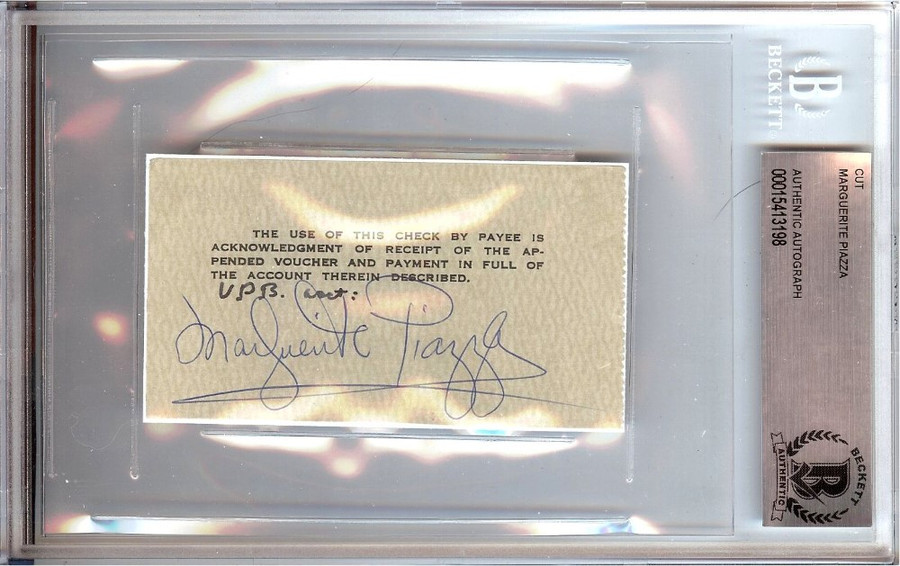 THE USE OF THIS CHECK BY PAYEE IS
ACKNOWLEDGMENT OF RECEIPT OF THE AP-
PENDED VOUCHER AND PAYMENT IN FULL OF
THE ACCOUNT THEREIN DESCRIBED.
UPB. acct:
Marguerite Piazza
B
BECKETT
CUT
MARGUERITE PIAZZA
AUTHENTIC AUTOGRAPH
00015413198
BECKETT
B
AUTHENTIC